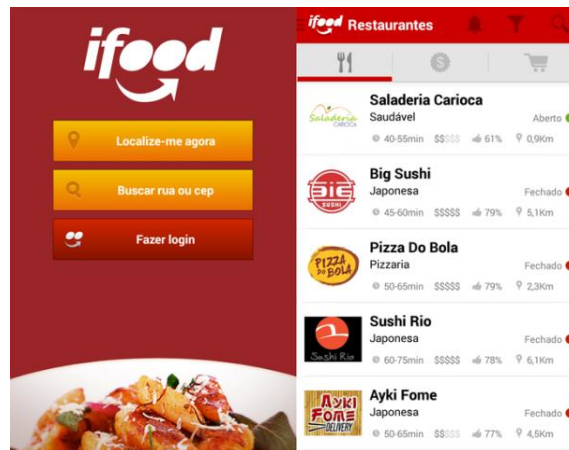 ifood
Localize-me agora
Buscar rua ou cep
Fazer login
ifood Restaurantes
Saladeria Carioca
Saladeria
CARIOCA
Saudável
Aberto
40-55min $$$$$ 61% 0,9Km
Big Sushi
BIG
SUSHI
Japonesa
Fechado
45-60min $$$$$ 79% 5,1Km
Pizza Do Bola
PIZZA
DO BOLA
Pizzaria
Fechado
50-65min $$$$$ 79% 2,3Km
Sushi Rio
Sushi Rio
Japonesa
Fechado
60-75min $$$$$ 78% 6,1Km
Ayki Fome
AYKI
FOME
DELIVERY
Japonesa
Fechado
50-65min $$$$$ 77% 4,5Km